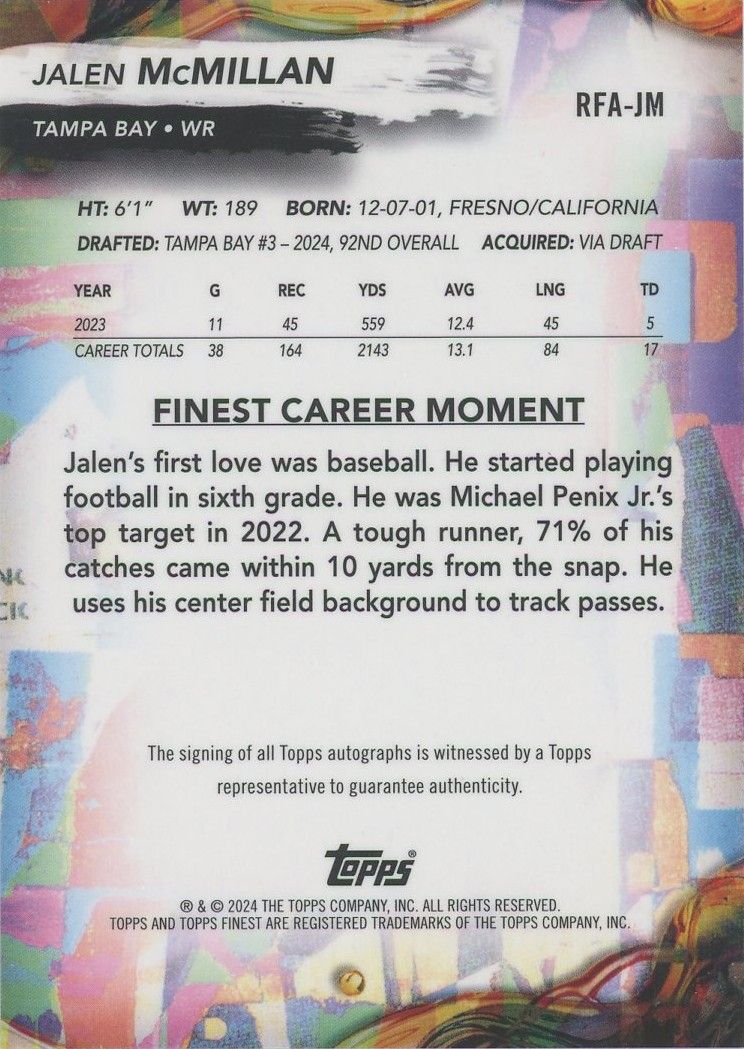 JALEN McMILLAN
RFA-JM
TAMPA BAY • WR
HT: 6'1" WT: 189 BORN: 12-07-01, FRESNO/CALIFORNIA
DRAFTED: TAMPA BAY #3 – 2024, 92ND OVERALL ACQUIRED: VIA DRAFT
YEAR G REC YDS AVG LNG TD
2023 11 45 559 12.4 45 5
CAREER TOTALS 38 164 2143 13.1 84 17
FINEST CAREER MOMENT
Jalen's first love was baseball. He started playing
football in sixth grade. He was Michael Penix Jr.'s
top target in 2022. A tough runner, 71% of his
catches came within 10 yards from the snap. He
uses his center field background to track passes.
The signing of all Topps autographs is witnessed by a Topps
representative to guarantee authenticity.
Topps®
® & © 2024 THE TOPPS COMPANY, INC. ALL RIGHTS RESERVED.
TOPPS AND TOPPS FINEST ARE REGISTERED TRADEMARKS OF THE TOPPS COMPANY, INC.